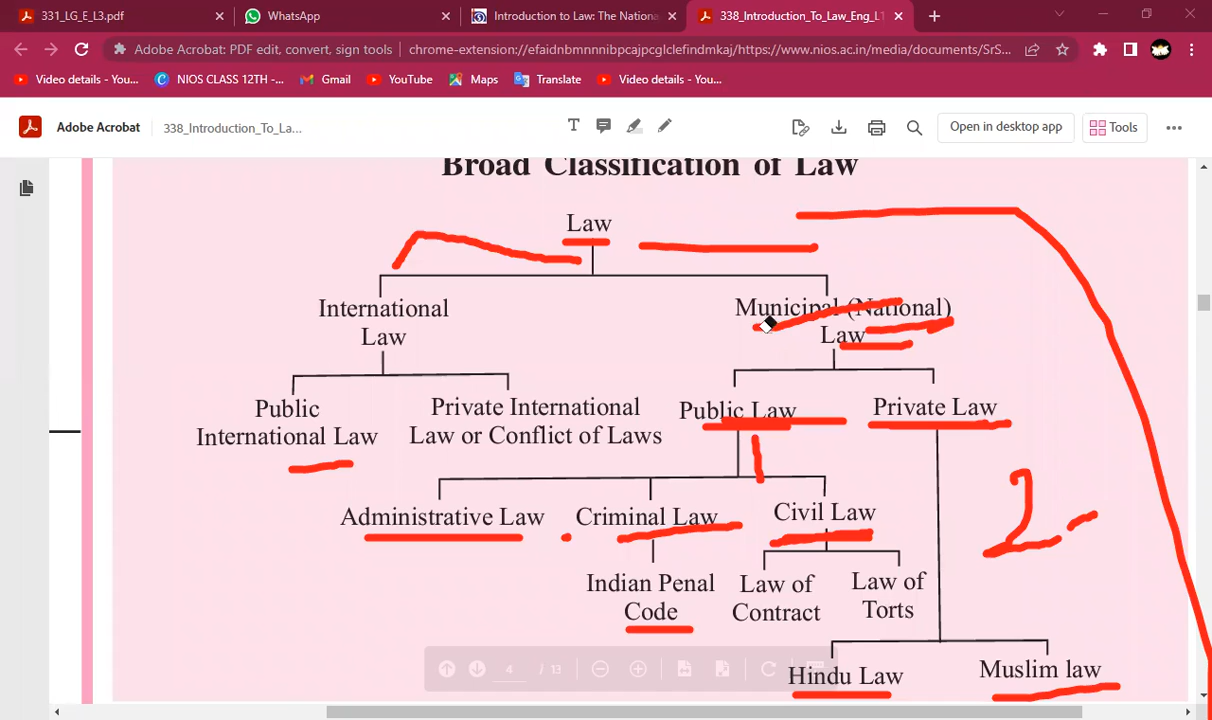 331_LG_E_L3.pdf
WhatsApp
Introduction to Law: The Nationa
338_Introduction_To_Law_Eng_L1
Adobe Acrobat: PDF edit, convert, sign tools
chrome-extension://efaidnbmnnnibpcajpcglclefindmkaj/https://www.nios.ac.in/media/documents/SrS...
Video details - You...
NIOS CLASS 12TH -...
Gmail
YouTube
Maps
Translate
Video details - You...
Adobe Acrobat
338_Introduction_To_La...
Open in desktop app
Tools
Broad Classification of Law
Law
International
Law
Municipal (National)
Law
Public
International Law
Private International
Law or Conflict of Laws
Public Law
Private Law
Administrative Law
Criminal Law
Civil Law
2
Indian Penal
Code
Law of
Contract
Law of
Torts
4 / 13
Hindu Law
Muslim law